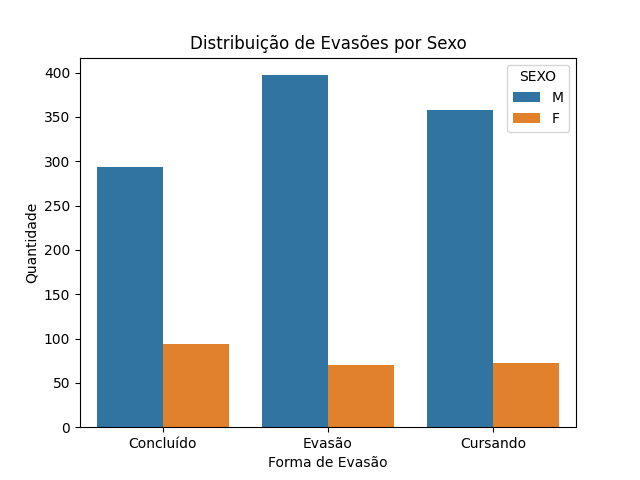 Distribuição de Evasões por Sexo
SEXO
M
F
Quantidade
400
350
300
250
200
150
100
50
0
Concluído
Evasão
Cursando
Forma de Evasão